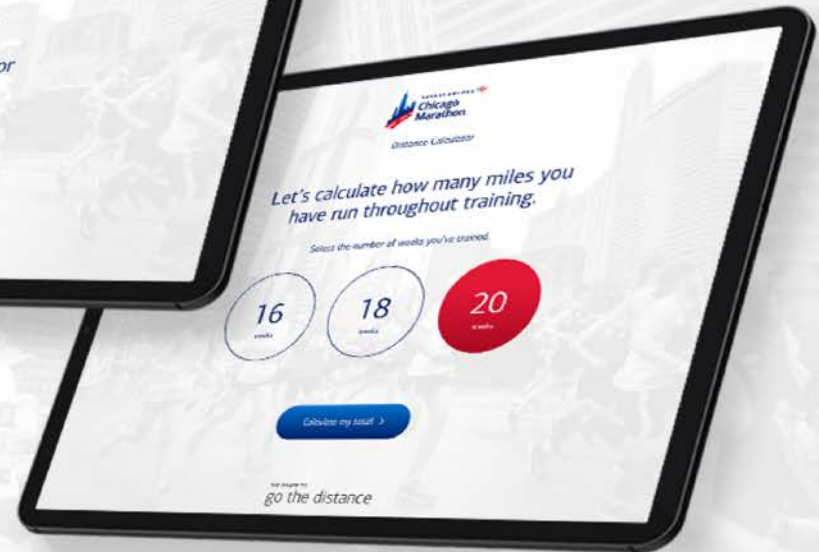 or
Chicago
Marathon
Distance Calculator
Let's calculate how many miles you
have run throughout training.
Select the number of weeks you've trained.
16
weeks
18
weeks
20
weeks
Calculate my total! >
go the distance